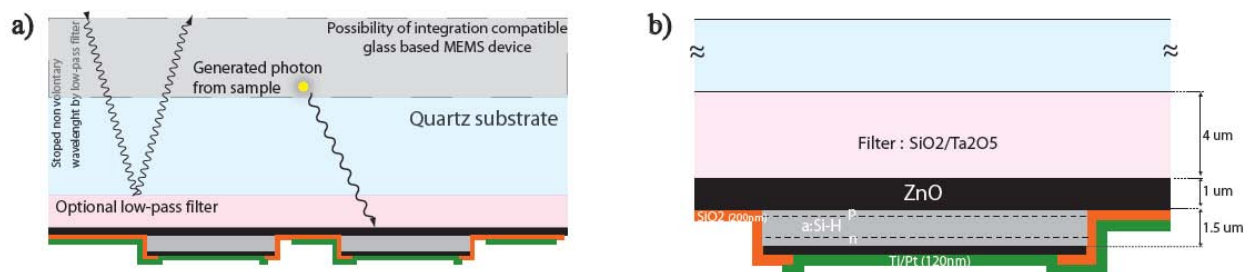 a)
Possibility of integration compatible
glass based MEMS device
Stoped non volontary
wavelenght by low-pass filter
Generated photon
from sample
Quartz substrate
Optional low-pass filter
b)
≈
≈
Filter : SiO2/Ta2O5
4 um
ZnO
1 um
SiO2 (200nm)
p
a:Si-H
n
1.5 um
Ti/Pt (120nm)